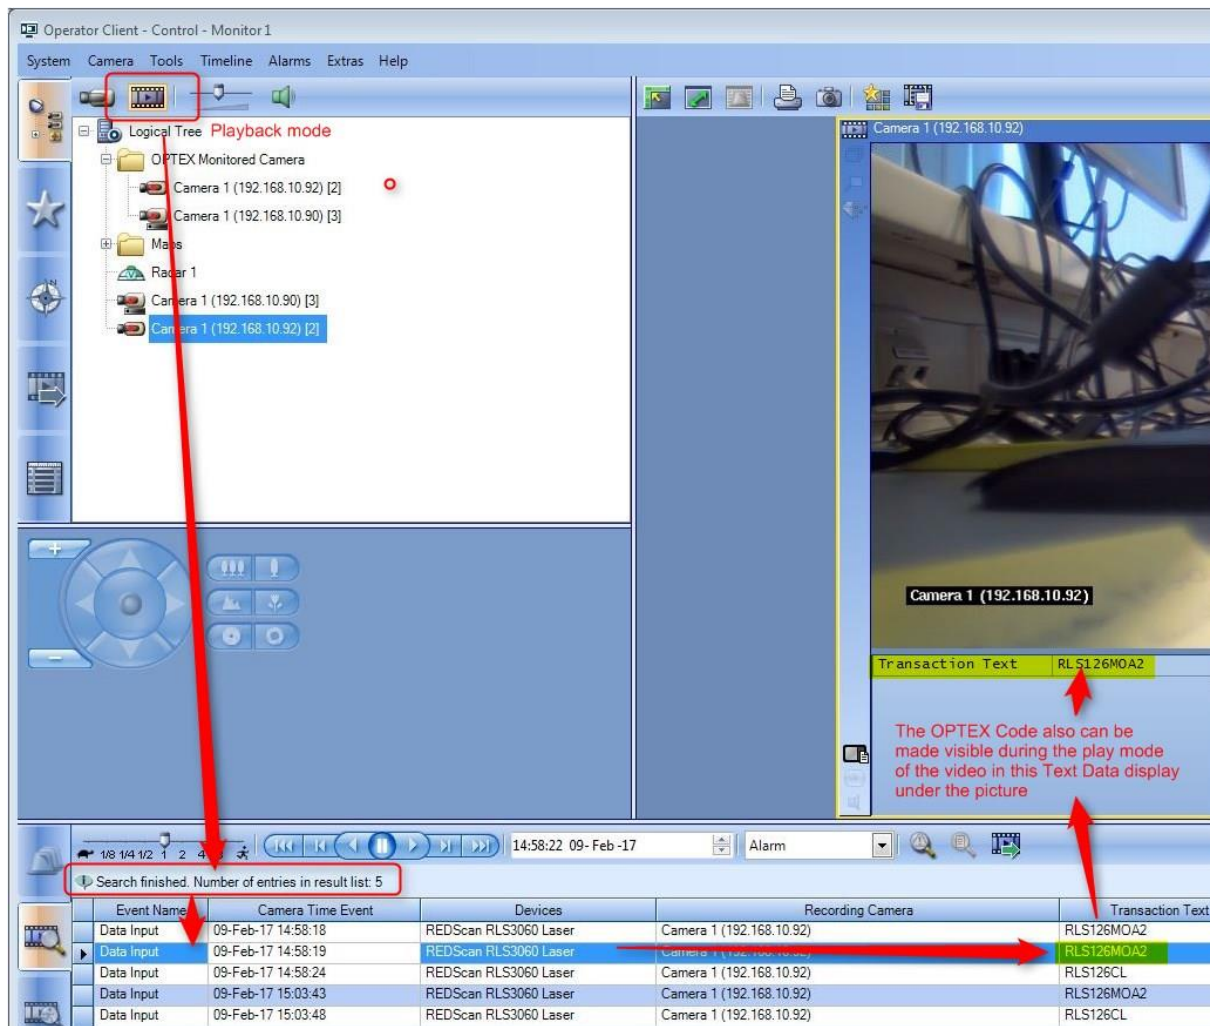 Operator Client - Control - Monitor 1
System Camera Tools Timeline Alarms Extras Help
Logical Tree Playback mode
OPTEX Monitored Camera
Camera 1 (192.168.10.92) [2]
Camera 1 (192.168.10.90) [3]
Maps
Radar 1
Camera 1 (192.168.10.90) [3]
Camera 1 (192.168.10.92) [2]
Camera 1 (192.168.10.92)
Camera 1 (192.168.10.92)
Transaction Text RLS126MOA2
The OPTEX Code also can be
made visible during the play mode
of the video in this Text Data display
under the picture
1/8 1/4 1/2 1 2 4
14:58:22 09- Feb -17
Alarm
Search finished. Number of entries in result list: 5
Event Name Camera Time Event Devices Recording Camera Transaction Text
Data Input 09-Feb-17 14:58:18 REDScan RLS3060 Laser Camera 1 (192.168.10.92) RLS126MOA2
Data Input 09-Feb-17 14:58:19 REDScan RLS3060 Laser Camera 1 (192.168.10.92) RLS126MOA2
Data Input 09-Feb-17 14:58:24 REDScan RLS3060 Laser Camera 1 (192.168.10.92) RLS126CL
Data Input 09-Feb-17 15:03:43 REDScan RLS3060 Laser Camera 1 (192.168.10.92) RLS126MOA2
Data Input 09-Feb-17 15:03:48 REDScan RLS3060 Laser Camera 1 (192.168.10.92) RLS126CL